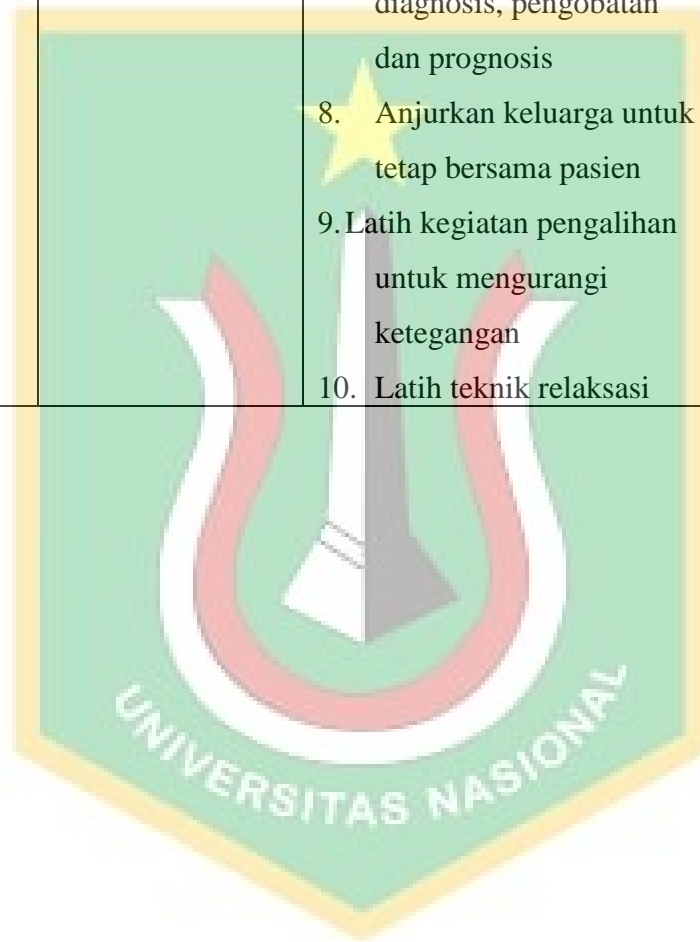 diagnosis, pengobatan
dan prognosis
8. Anjurkan keluarga untuk
tetap bersama pasien
9. Latih kegiatan pengalihan
untuk mengurangi
ketegangan
10. Latih teknik relaksasi
UNIVERSITAS NASIONAL